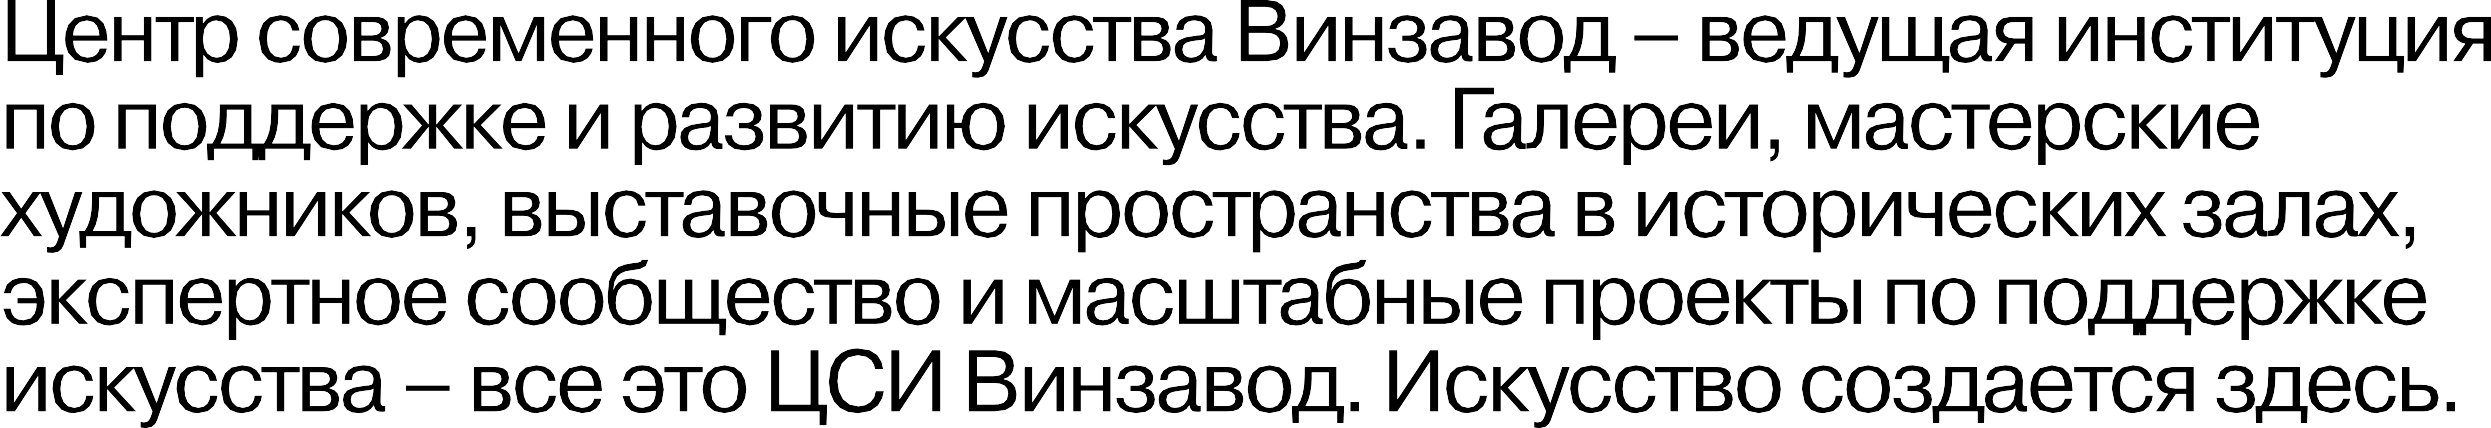 Центр современного искусства Винзавод – ведущая институция
по поддержке и развитию искусства. Галереи, мастерские
художников, выставочные пространства в исторических залах,
экспертное сообщество и масштабные проекты по поддержке
искусства – все это ЦСИ Винзавод. Искусство создается здесь.